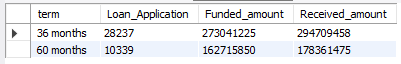 term Loan_Application Funded_amount Received_amount
36 months 28237 273041225 294709458
60 months 10339 162715850 178361475